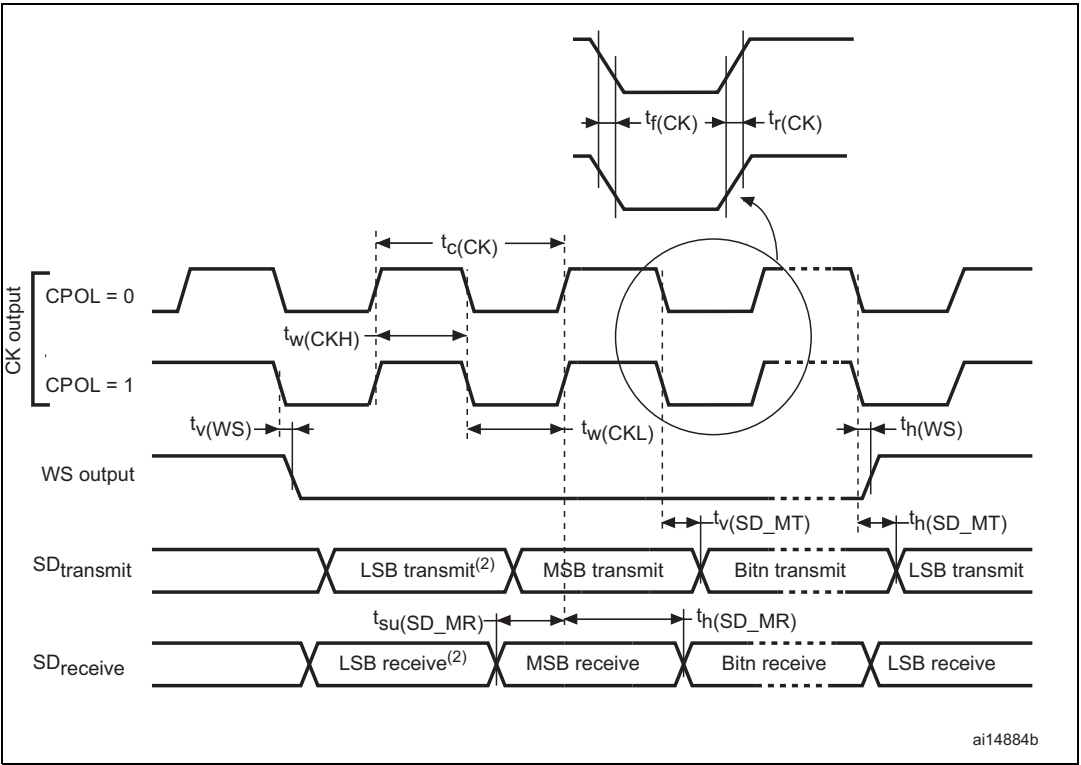 tf(CK)
tr(CK)
tc(CK)
CK output
CPOL = 0
tw(CKH)
CPOL = 1
tv(WS)
tw(CKL)
th(WS)
WS output
tv(SD_MT)
th(SD_MT)
SDtransmit
LSB transmit(2)
MSB transmit
Bitn transmit
LSB transmit
tsu(SD_MR)
th(SD_MR)
SDreceive
LSB receive(2)
MSB receive
Bitn receive
LSB receive
ai14884b